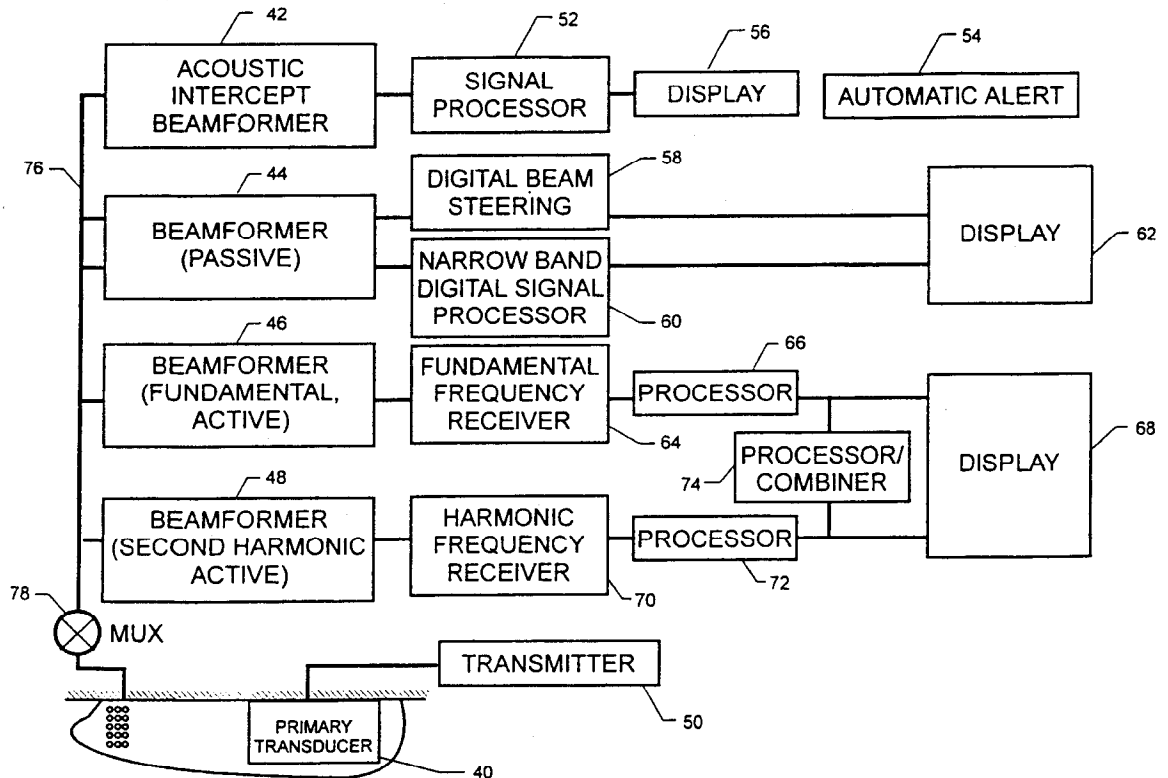 42
52
56
54
ACOUSTIC
INTERCEPT
BEAMFORMER
SIGNAL
PROCESSOR
DISPLAY
AUTOMATIC ALERT
76
44
58
BEAMFORMER
(PASSIVE)
DIGITAL BEAM
STEERING
NARROW BAND
DIGITAL SIGNAL
PROCESSOR
60
DISPLAY
62
46
BEAMFORMER
(FUNDAMENTAL,
ACTIVE)
FUNDAMENTAL
FREQUENCY
RECEIVER
64
66
PROCESSOR
74
PROCESSOR/
COMBINER
DISPLAY
68
48
BEAMFORMER
(SECOND HARMONIC
ACTIVE)
HARMONIC
FREQUENCY
RECEIVER
70
PROCESSOR
72
78
MUX
TRANSMITTER
50
PRIMARY
TRANSDUCER
40